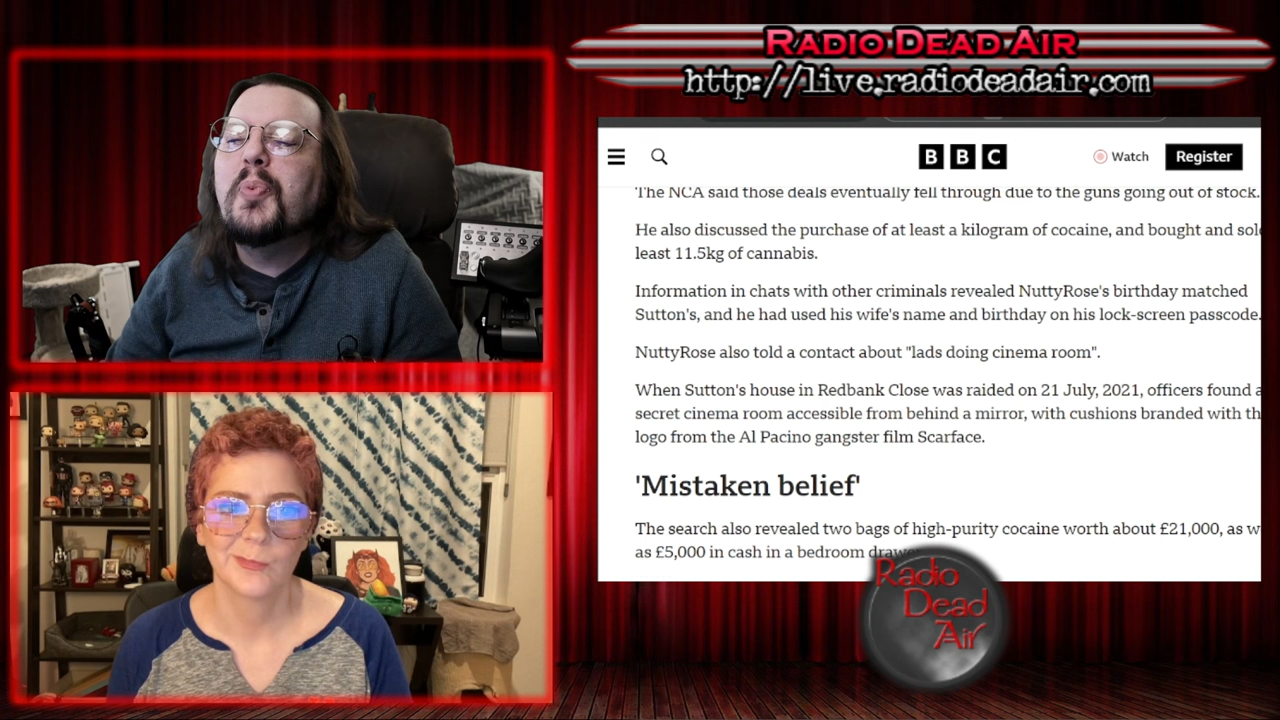 RADIO DEAD AIR
http://live.radiodeadair.com
BBC
Watch
Register
The NCA said those deals eventually fell through due to the guns going out of stock.
He also discussed the purchase of at least a kilogram of cocaine, and bought and sol
least 11.5kg of cannabis.
Information in chats with other criminals revealed NuttyRose's birthday matched
Sutton's, and he had used his wife's name and birthday on his lock-screen passcode.
NuttyRose also told a contact about "lads doing cinema room".
When Sutton's house in Redbank Close was raided on 21 July, 2021, officers found a
secret cinema room accessible from behind a mirror, with cushions branded with th
logo from the Al Pacino gangster film Scarface.
'Mistaken belief'
The search also revealed two bags of high-purity cocaine worth about £21,000, as w
as £5,000 in cash in a bedroom drawer
Radio
Dead
Air